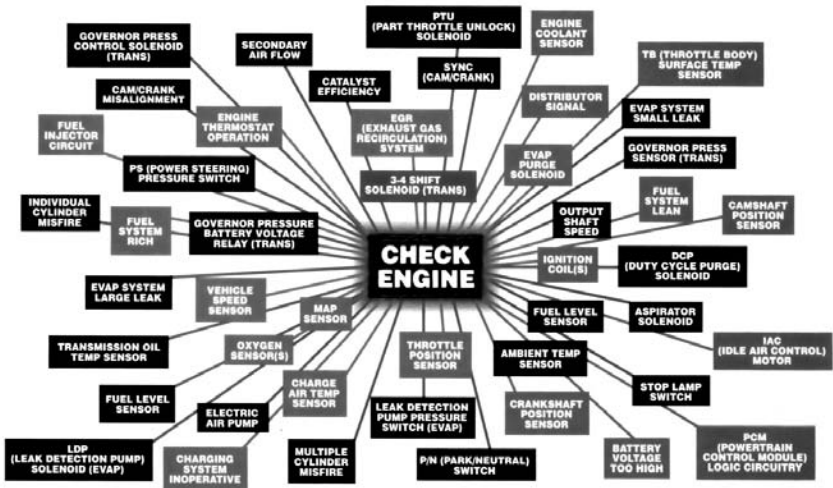 GOVERNOR PRESS
CONTROL SOLENOID
(TRANS)
SECONDARY
AIR FLOW
PTU
(PART THROTTLE UNLOCK)
SOLENOID
ENGINE
COOLANT
SENSOR
TB (THROTTLE BODY)
SURFACE TEMP
SENSOR
CAM/CRANK
MISALIGNMENT
CATALYST
EFFICIENCY
SYNC
(CAM/CRANK)
DISTRIBUTOR
SIGNAL
EVAP SYSTEM
SMALL LEAK
FUEL
INJECTOR
CIRCUIT
ENGINE
THERMOSTAT
OPERATION
EGR
(EXHAUST GAS
RECIRCULATION)
SYSTEM
EVAP
PURGE
SOLENOID
GOVERNOR PRESS
SENSOR (TRANS)
PS (POWER STEERING)
PRESSURE SWITCH
3-4 SHIFT
SOLENOID (TRANS)
FUEL
SYSTEM
LEAN
INDIVIDUAL
CYLINDER
MISFIRE
FUEL
SYSTEM
RICH
GOVERNOR PRESSURE
BATTERY VOLTAGE
RELAY (TRANS)
OUTPUT
SHAFT
SPEED
CAMSHAFT
POSITION
SENSOR
CHECK
ENGINE
IGNITION
COIL(S)
DCP
(DUTY CYCLE PURGE)
SOLENOID
EVAP SYSTEM
LARGE LEAK
VEHICLE
SPEED
SENSOR
MAP
SENSOR
FUEL LEVEL
SENSOR
ASPIRATOR
SOLENOID
TRANSMISSION OIL
TEMP SENSOR
OXYGEN
SENSOR(S)
THROTTLE
POSITION
SENSOR
AMBIENT TEMP
SENSOR
IAC
(IDLE AIR CONTROL)
MOTOR
FUEL LEVEL
SENSOR
CHARGE
AIR TEMP
SENSOR
STOP LAMP
SWITCH
ELECTRIC
AIR PUMP
LEAK DETECTION
PUMP PRESSURE
SWITCH (EVAP)
CRANKSHAFT
POSITION
SENSOR
LDP
(LEAK DETECTION PUMP)
SOLENOID (EVAP)
CHARGING
SYSTEM
INOPERATIVE
MULTIPLE
CYLINDER
MISFIRE
P/N (PARK/NEUTRAL)
SWITCH
BATTERY
VOLTAGE
TOO HIGH
PCM
(POWERTRAIN
CONTROL MODULE)
LOGIC CIRCUITRY